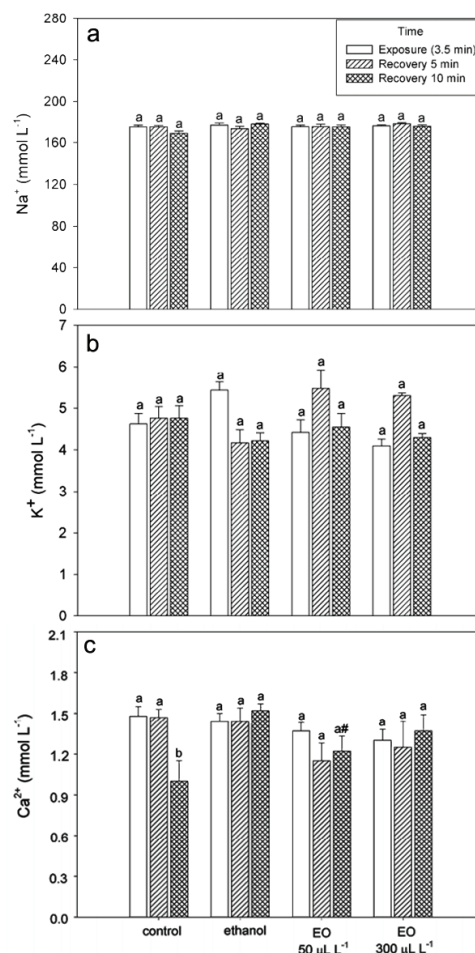 a
Time
Exposure (3.5 min)
Recovery 5 min
Recovery 10 min
Na⁺ (mmol L⁻¹)
280
240
200
160
120
80
40
0
a a a a a a a a a a a a
b
K⁺ (mmol L⁻¹)
7
6
5
4
3
2
1
0
a a a a a a a a a a a a
c
Ca²⁺ (mmol L⁻¹)
2.1
1.8
1.5
1.2
0.9
0.6
0.3
0.0
a a b a a a a a a# a a a
control ethanol EO EO
50 µL L⁻¹ 300 µL L⁻¹